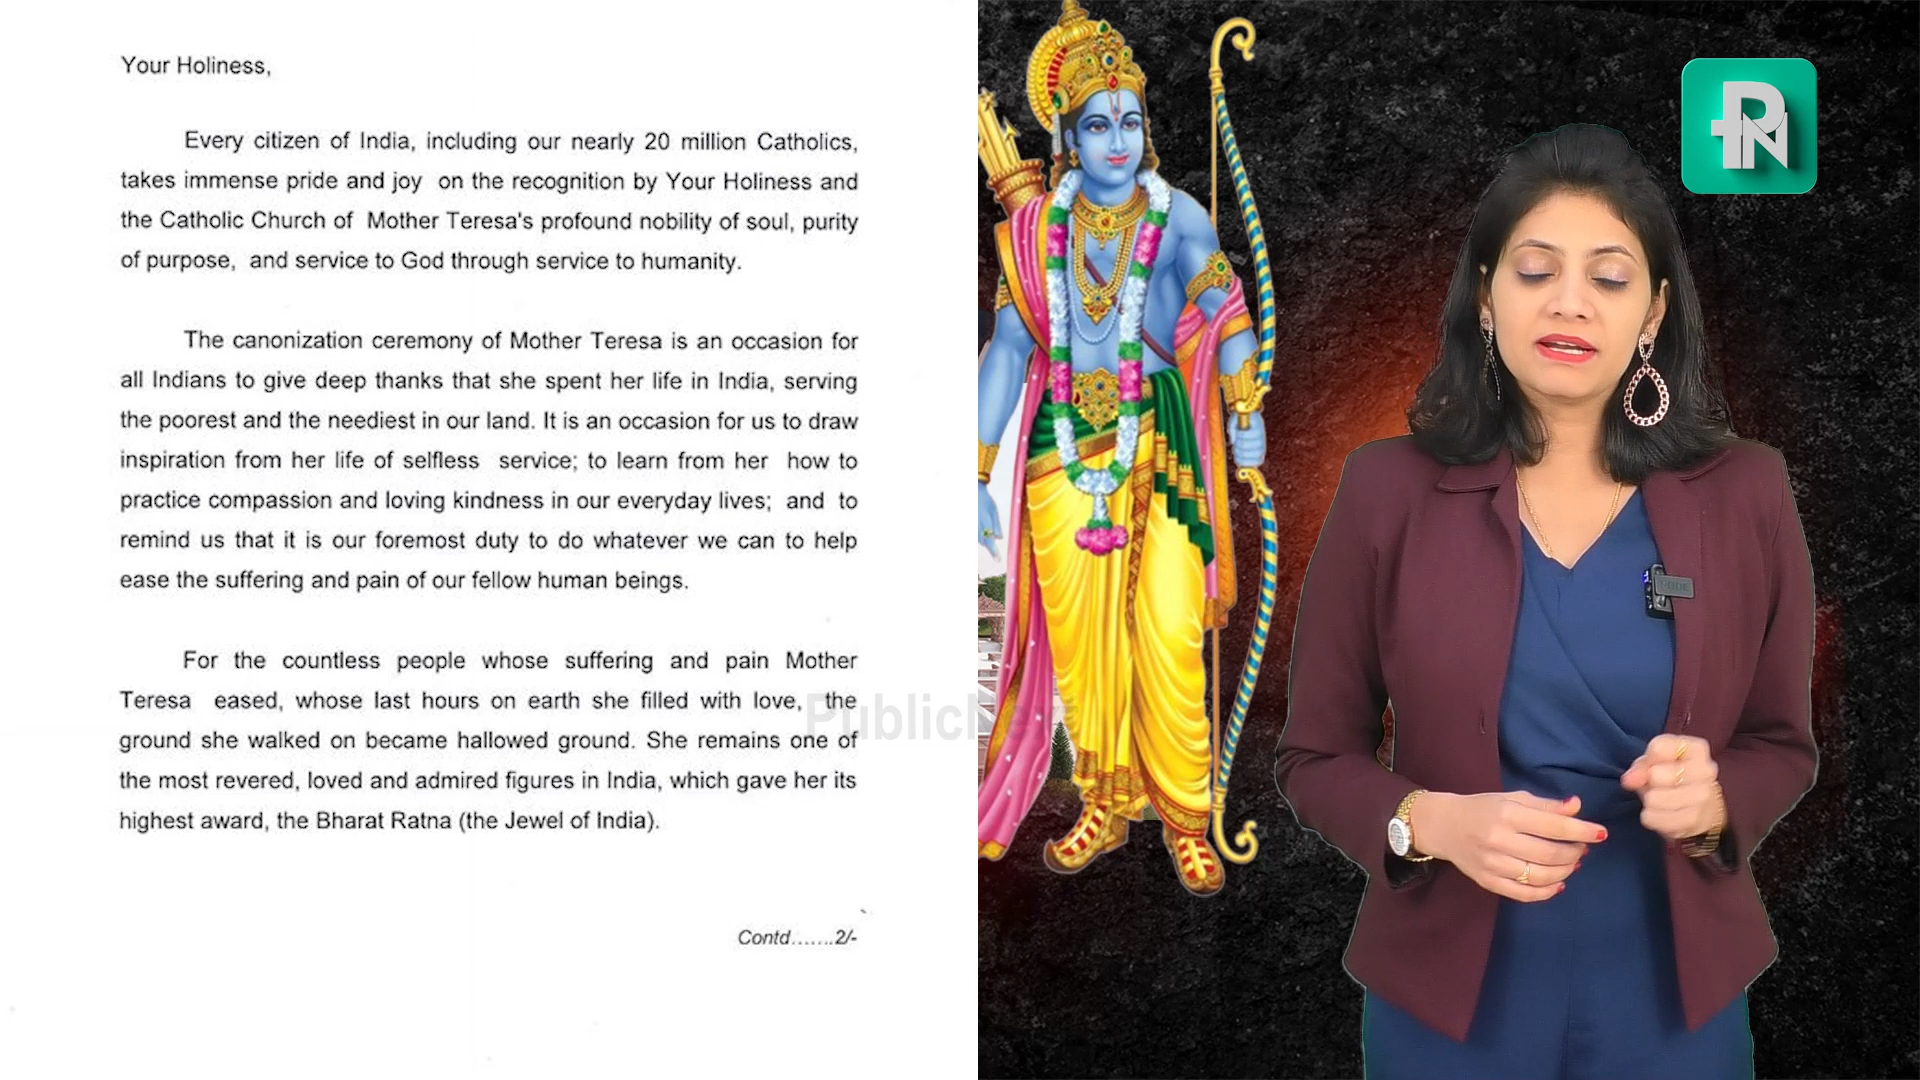 Your Holiness,
Every citizen of India, including our nearly 20 million Catholics,
takes immense pride and joy on the recognition by Your Holiness and
the Catholic Church of Mother Teresa's profound nobility of soul, purity
of purpose, and service to God through service to humanity.
The canonization ceremony of Mother Teresa is an occasion for
all Indians to give deep thanks that she spent her life in India, serving
the poorest and the neediest in our land. It is an occasion for us to draw
inspiration from her life of selfless service; to learn from her how to
practice compassion and loving kindness in our everyday lives; and to
remind us that it is our foremost duty to do whatever we can to help
ease the suffering and pain of our fellow human beings.
For the countless people whose suffering and pain Mother
Teresa eased, whose last hours on earth she filled with love, the
ground she walked on became hallowed ground. She remains one of
the most revered, loved and admired figures in India, which gave her its
highest award, the Bharat Ratna (the Jewel of India).
Contd.......2/-
PublicNext
PN